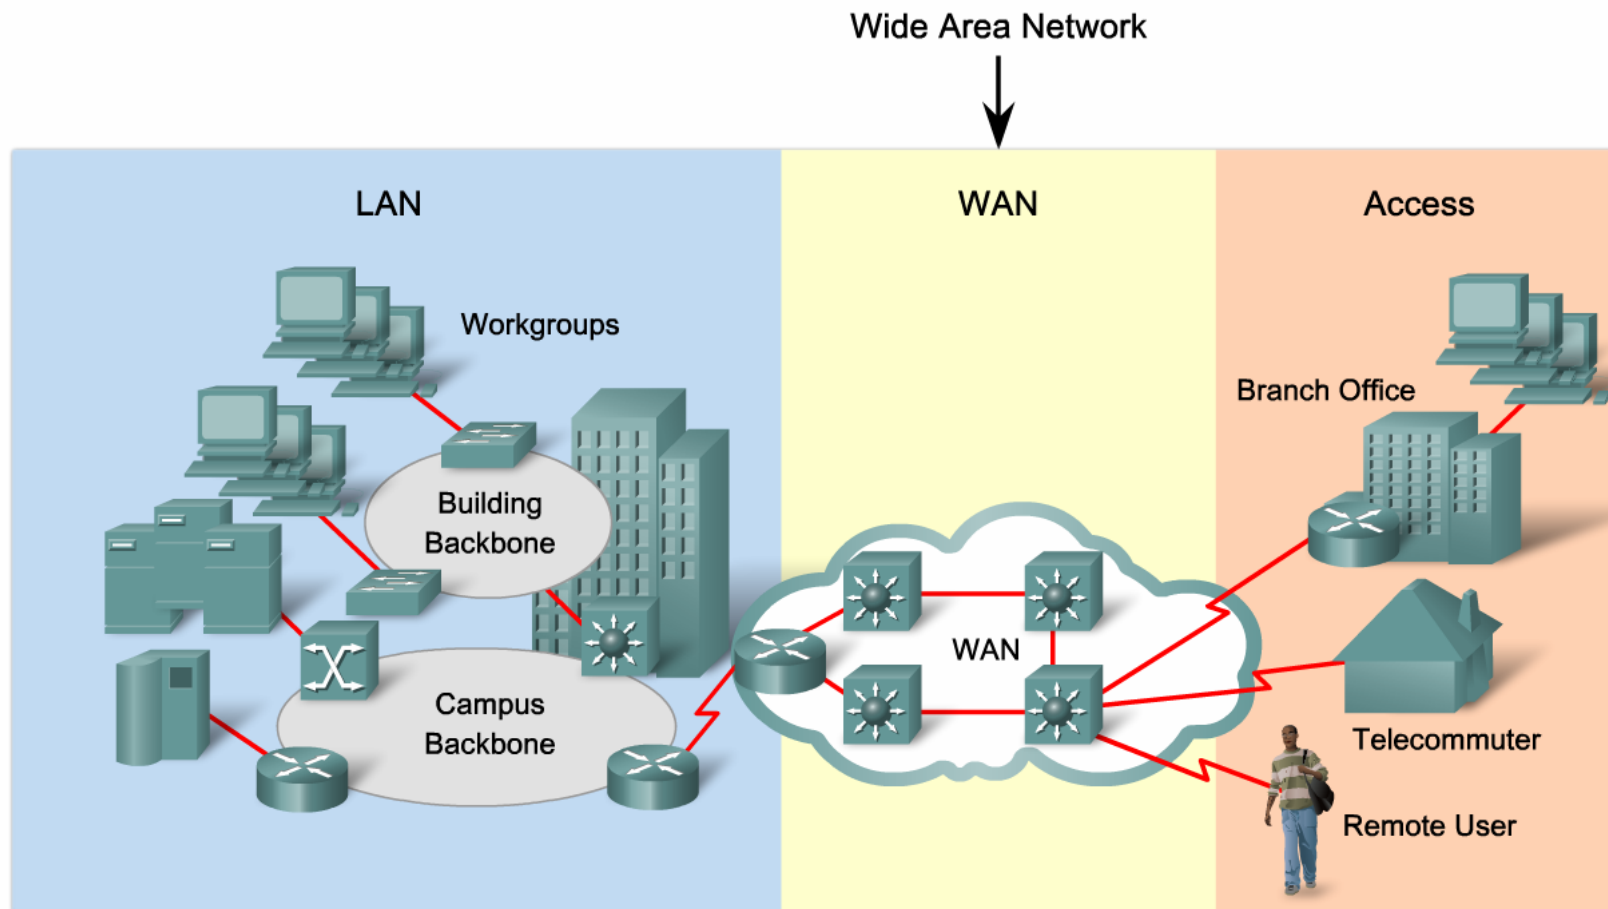 Wide Area Network
LAN
WAN
Access
Workgroups
Branch Office
Building
Backbone
WAN
Campus
Backbone
Telecommuter
Remote User